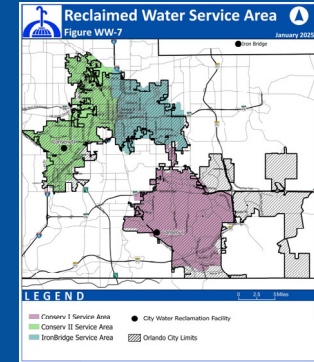 Reclaimed Water Service Area
Figure WW-7
January 2025
Iron Bridge
LEGEND
0 2.5 5 Miles
Conserv I Service Area
Conserv II Service Area
IronBridge Service Area
City Water Reclamation Facility
Orlando City Limits